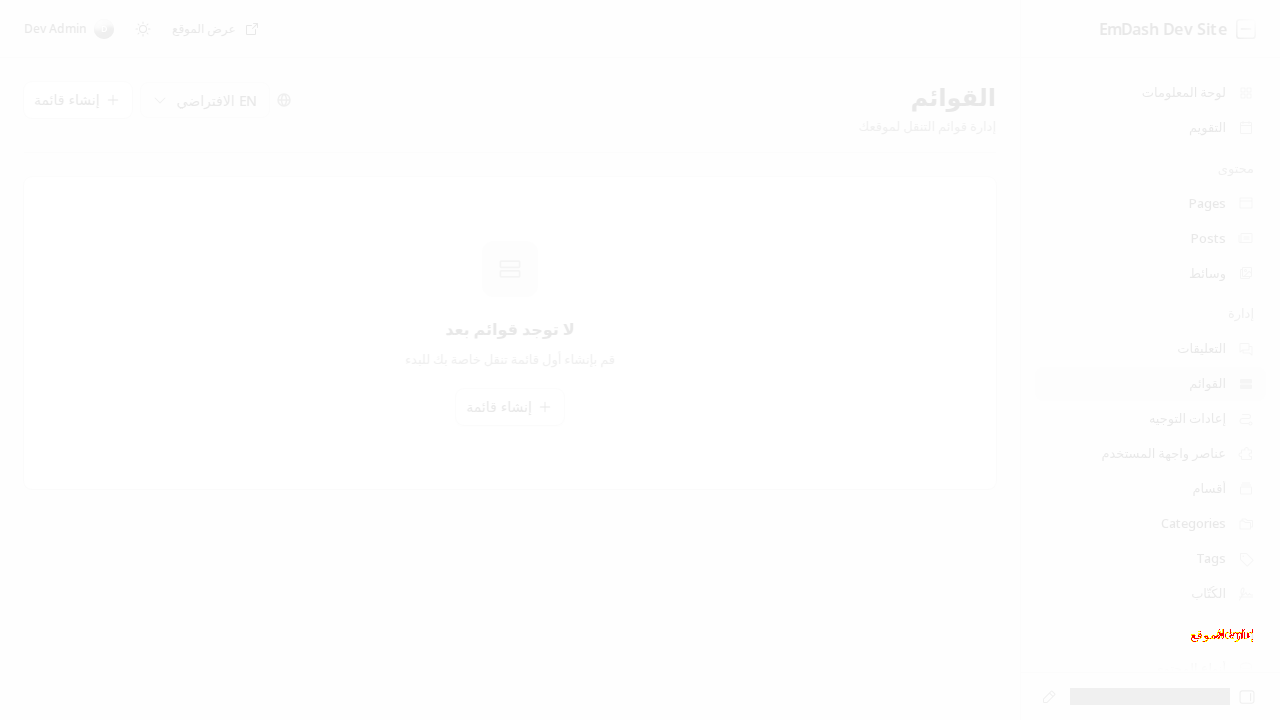 EmDash Dev Site
عرض الموقع
Dev Admin
لوحة المعلومات
التقويم
محتوى
Pages
Posts
وسائط
إدارة
التعليقات
القوائم
إعادات التوجيه
عناصر واجهة المستخدم
أقسام
Categories
Tags
الكُتّاب
القوائم
إدارة قوائم التنقل لموقعك
EN الافتراضي
إنشاء قائمة
لا توجد قوائم بعد
قم بإنشاء أول قائمة تنقل خاصة بك للبدء
إنشاء قائمة